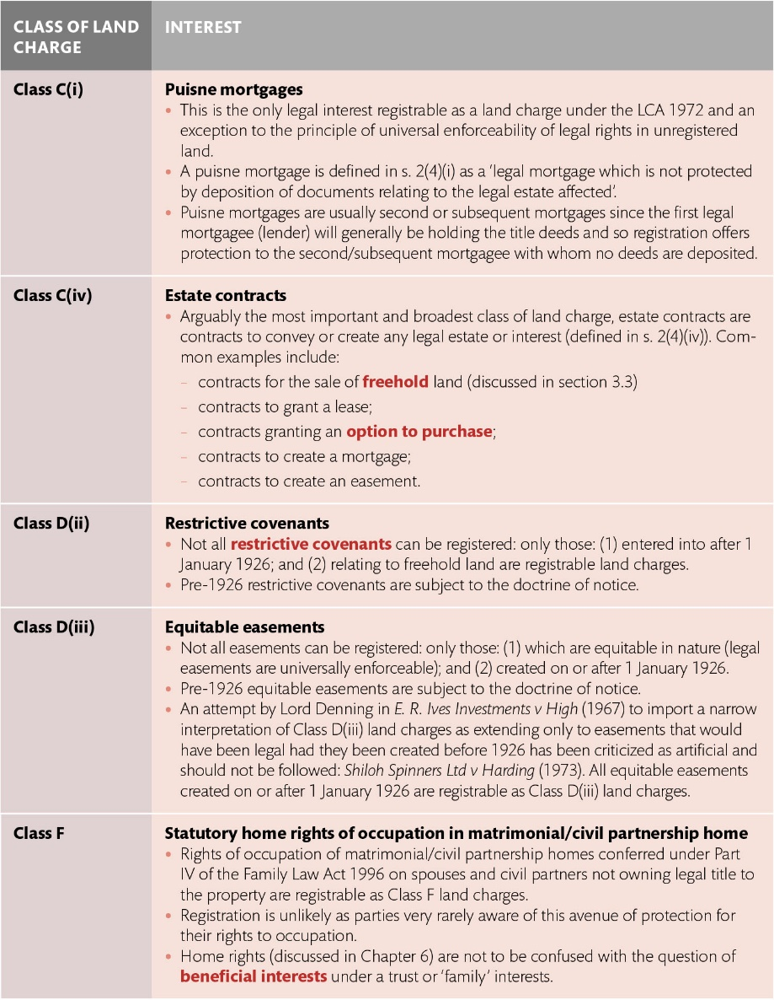 CLASS OF LAND
CHARGE
INTEREST
Class C(i)
Puisne mortgages
• This is the only legal interest registrable as a land charge under the LCA 1972 and an
exception to the principle of universal enforceability of legal rights in unregistered
land.
• A puisne mortgage is defined in s. 2(4)(i) as a ‘legal mortgage which is not protected
by deposition of documents relating to the legal estate affected’.
• Puisne mortgages are usually second or subsequent mortgages since the first legal
mortgagee (lender) will generally be holding the title deeds and so registration offers
protection to the second/subsequent mortgagee with whom no deeds are deposited.
Class C(iv)
Estate contracts
• Arguably the most important and broadest class of land charge, estate contracts are
contracts to convey or create any legal estate or interest (defined in s. 2(4)(iv)). Com-
mon examples include:
– contracts for the sale of freehold land (discussed in section 3.3)
– contracts to grant a lease;
– contracts granting an option to purchase;
– contracts to create a mortgage;
– contracts to create an easement.
Class D(ii)
Restrictive covenants
• Not all restrictive covenants can be registered: only those: (1) entered into after 1
January 1926; and (2) relating to freehold land are registrable land charges.
• Pre-1926 restrictive covenants are subject to the doctrine of notice.
Class D(iii)
Equitable easements
• Not all easements can be registered: only those: (1) which are equitable in nature (legal
easements are universally enforceable); and (2) created on or after 1 January 1926.
• Pre-1926 equitable easements are subject to the doctrine of notice.
• An attempt by Lord Denning in E. R. Ives Investments v High (1967) to import a narrow
interpretation of Class D(iii) land charges as extending only to easements that would
have been legal had they been created before 1926 has been criticized as artificial and
should not be followed: Shiloh Spinners Ltd v Harding (1973). All equitable easements
created on or after 1 January 1926 are registrable as Class D(iii) land charges.
Class F
Statutory home rights of occupation in matrimonial/civil partnership home
• Rights of occupation of matrimonial/civil partnership homes conferred under Part
IV of the Family Law Act 1996 on spouses and civil partners not owning legal title to
the property are registrable as Class F land charges.
• Registration is unlikely as parties very rarely aware of this avenue of protection for
their rights to occupation.
• Home rights (discussed in Chapter 6) are not to be confused with the question of
beneficial interests under a trust or ‘family’ interests.